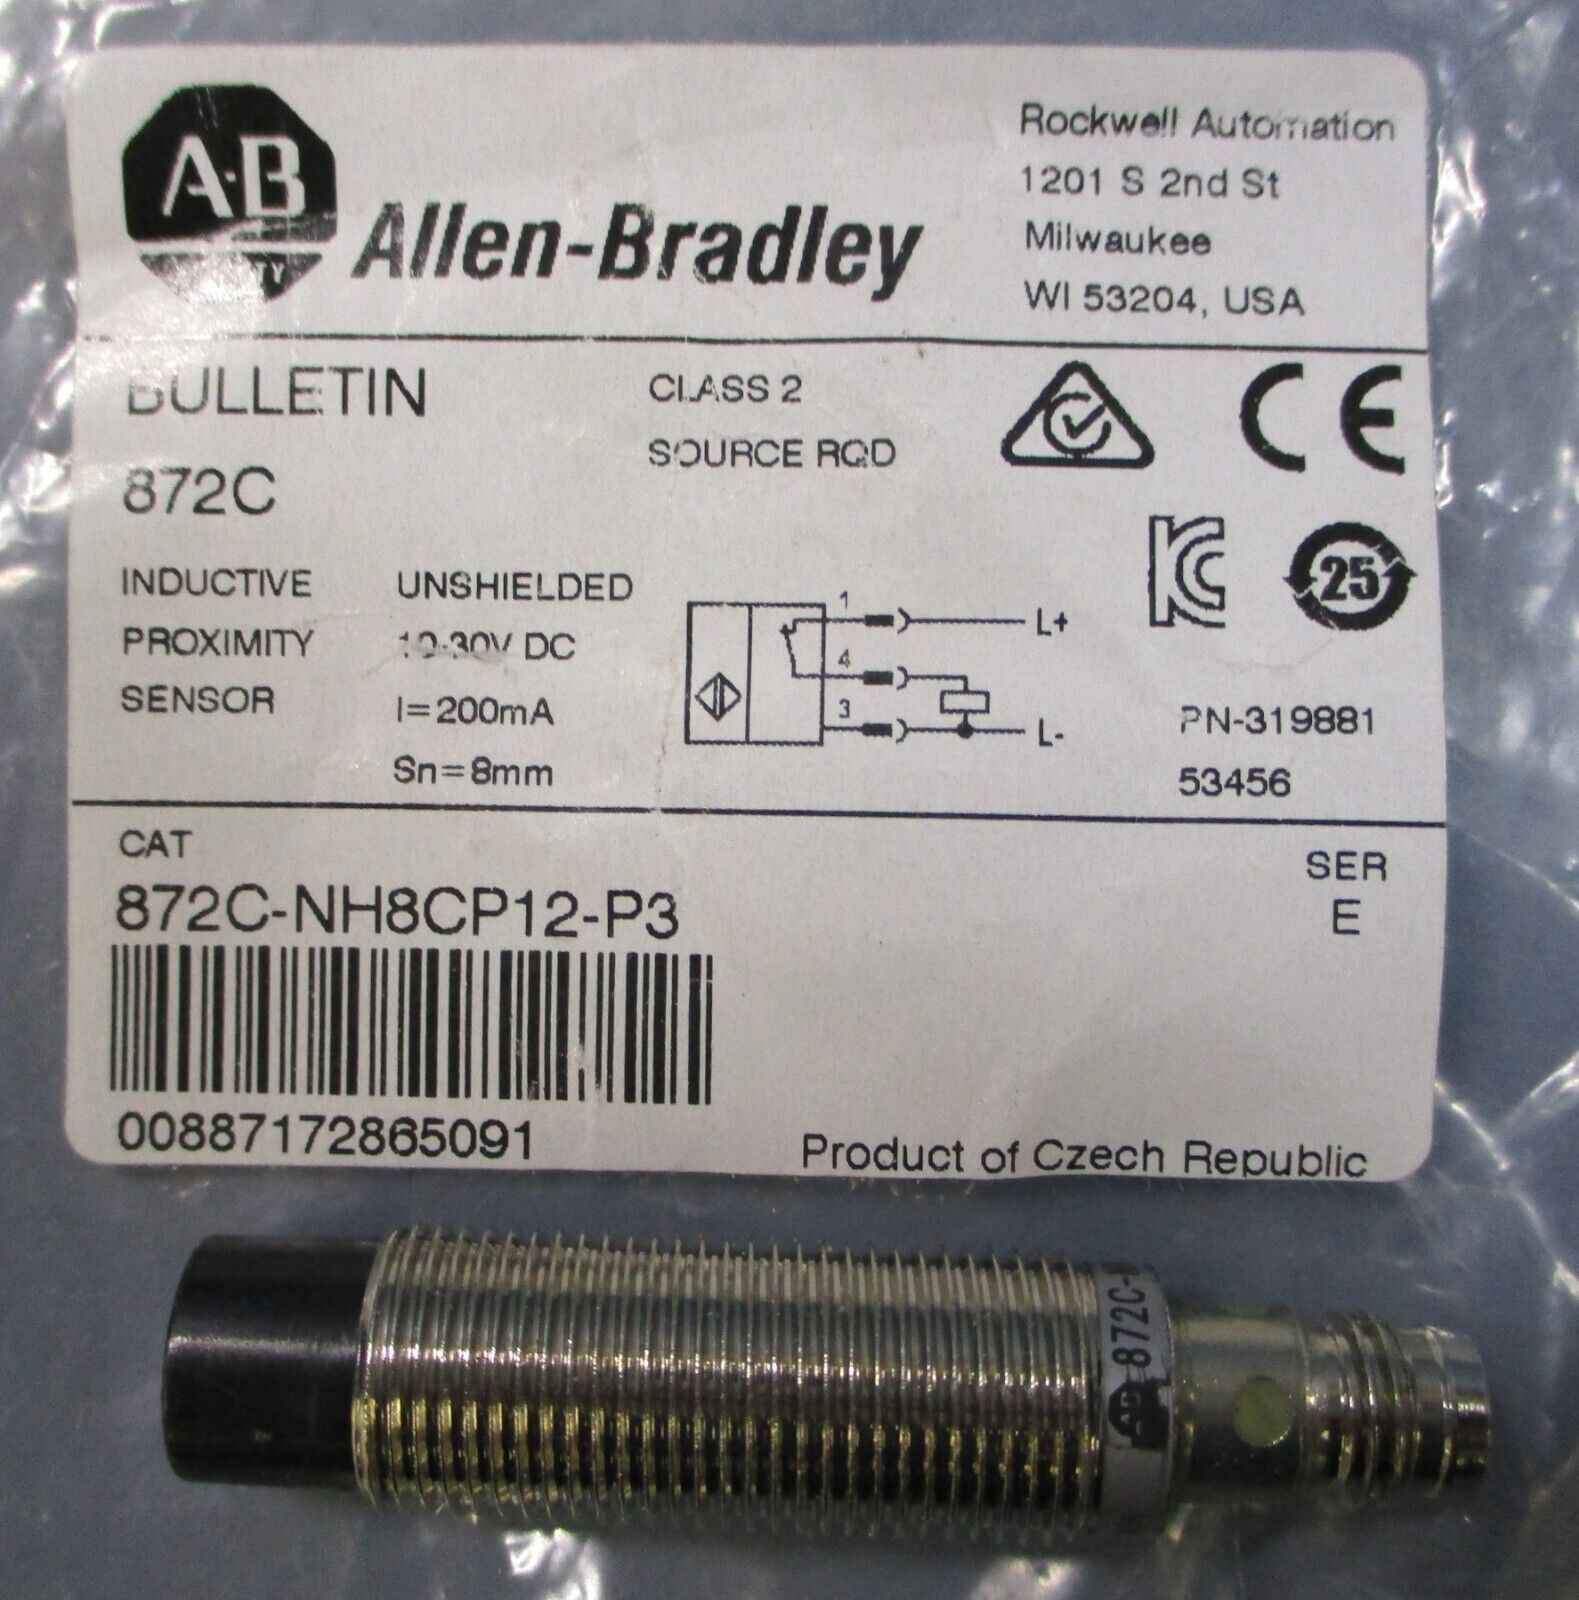 A-B
Allen-Bradley
Rockwell Automation
1201 S 2nd St
Milwaukee
WI 53204, USA
BULLETIN
872C
CLASS 2
SOURCE RQD
CE
INDUCTIVE
PROXIMITY
SENSOR
UNSHIELDED
10-30V DC
I=200mA
Sn=8mm
1
4
3
L+
L-
25
PN-319881
53456
CAT
872C-NH8CP12-P3
SER
E
00887172865091
Product of Czech Republic
872C-